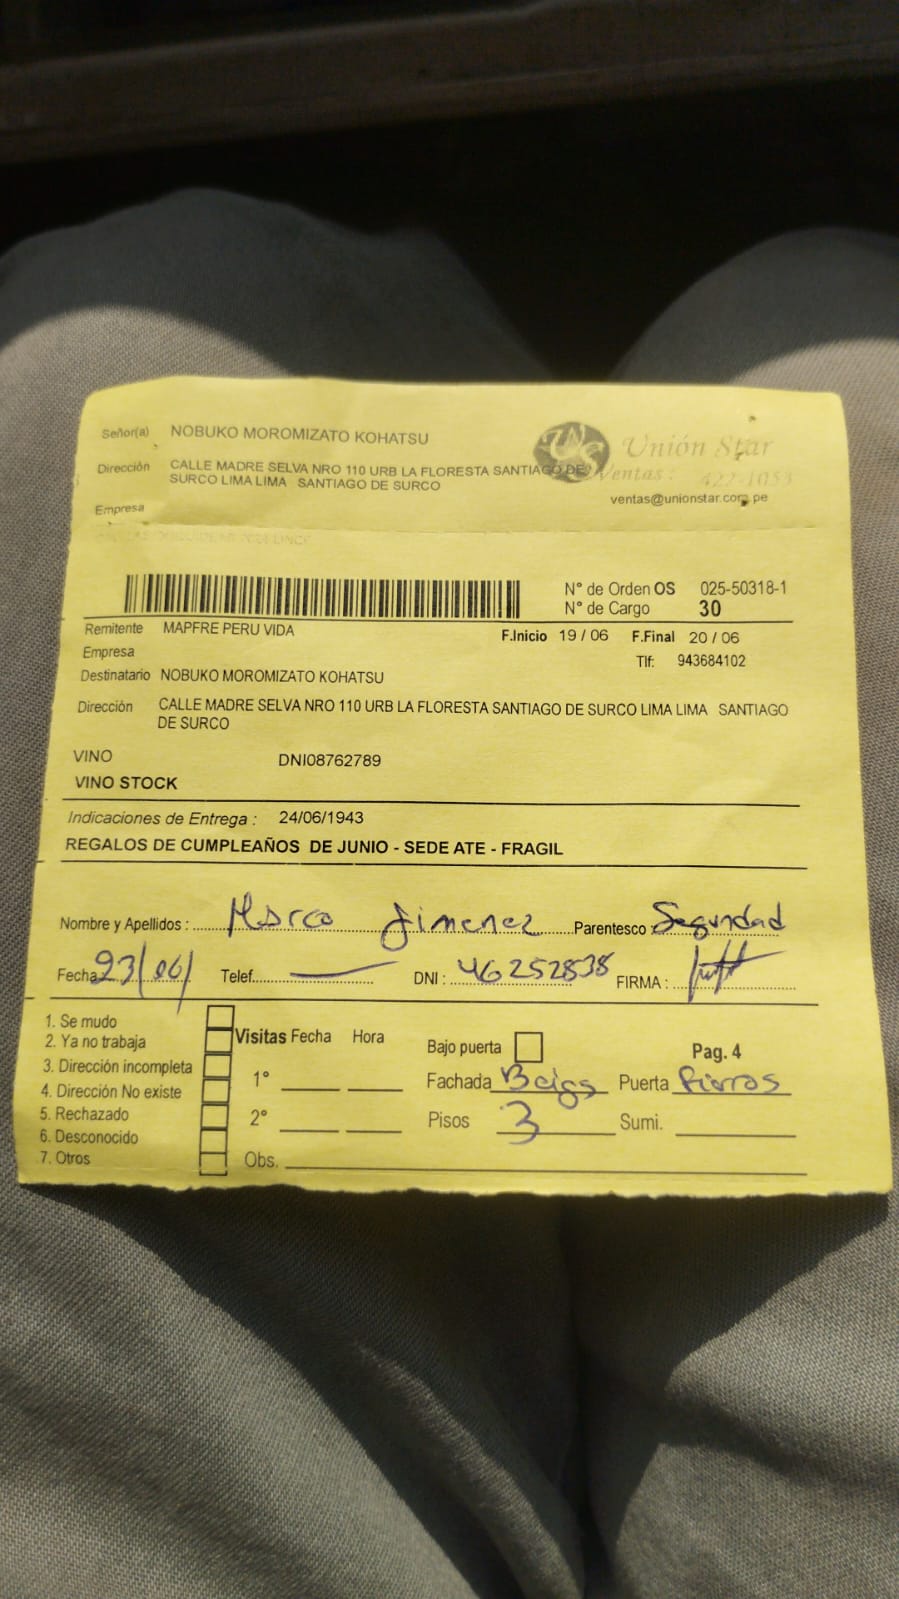 Señor(a) NOBUKO MOROMIZATO KOHATSU
Unión Star
Dirección CALLE MADRE SELVA NRO 110 URB LA FLORESTA SANTIAGO DE
SURCO LIMA LIMA SANTIAGO DE SURCO
Ventas: 422-1053
ventas@unionstar.com.pe
Empresa
N° de Orden OS 025-50318-1
N° de Cargo 30
Remitente MAPFRE PERU VIDA
F.Inicio 19 / 06 F.Final 20 / 06
Empresa
Tlf: 943684102
Destinatario NOBUKO MOROMIZATO KOHATSU
Dirección CALLE MADRE SELVA NRO 110 URB LA FLORESTA SANTIAGO DE SURCO LIMA LIMA SANTIAGO
DE SURCO
VINO DNI08762789
VINO STOCK
Indicaciones de Entrega : 24/06/1943
REGALOS DE CUMPLEAÑOS DE JUNIO - SEDE ATE - FRAGIL
Nombre y Apellidos : Marco Jimenez Parentesco Seguridad
Fecha 23/06/ Telef. DNI : 46252838 FIRMA :
1. Se mudo
2. Ya no trabaja
3. Dirección incompleta
4. Dirección No existe
5. Rechazado
6. Desconocido
7. Otros
Visitas Fecha Hora
1°
2°
Obs.
Bajo puerta Pag. 4
Fachada Beigs Puerta fierros
Pisos 3 Sumi.